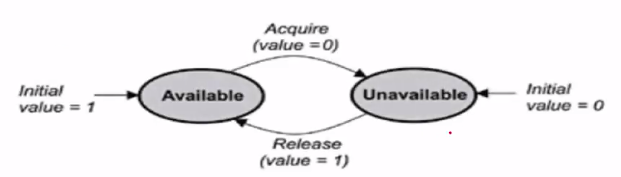 Acquire
(value =0)
Initial
value = 1
Available
Unavailable
Initial
value = 0
Release
(value = 1)